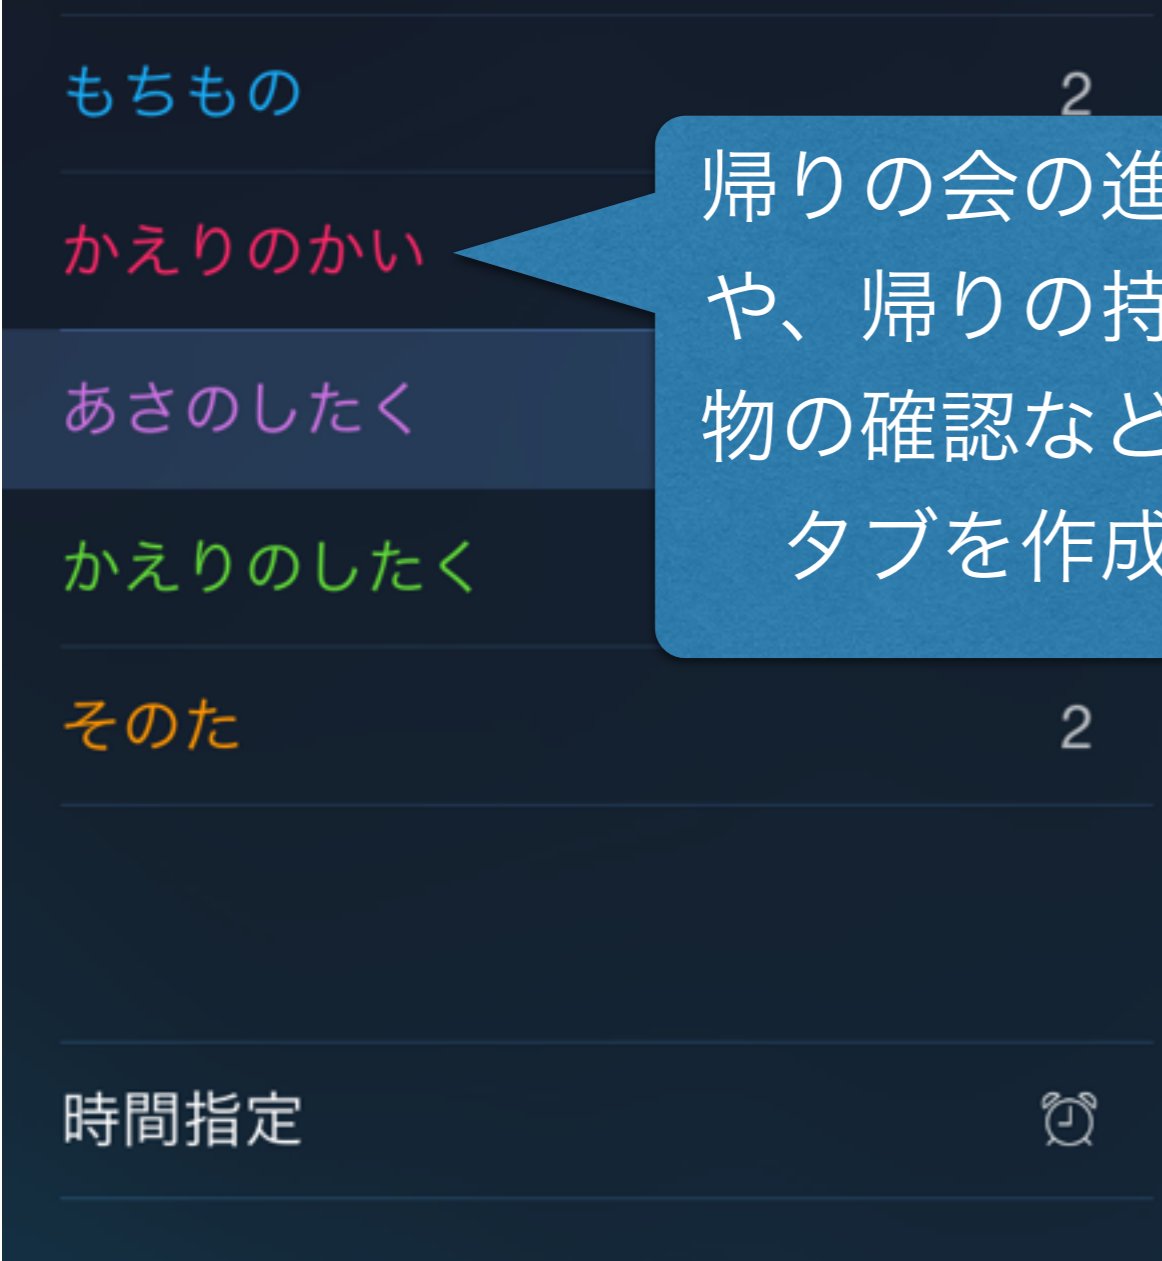 もちもの 2
かえりのかい
帰りの会の進
や、帰りの持
物の確認など
タブを作成
あさのしたく
かえりのしたく
そのた 2
時間指定